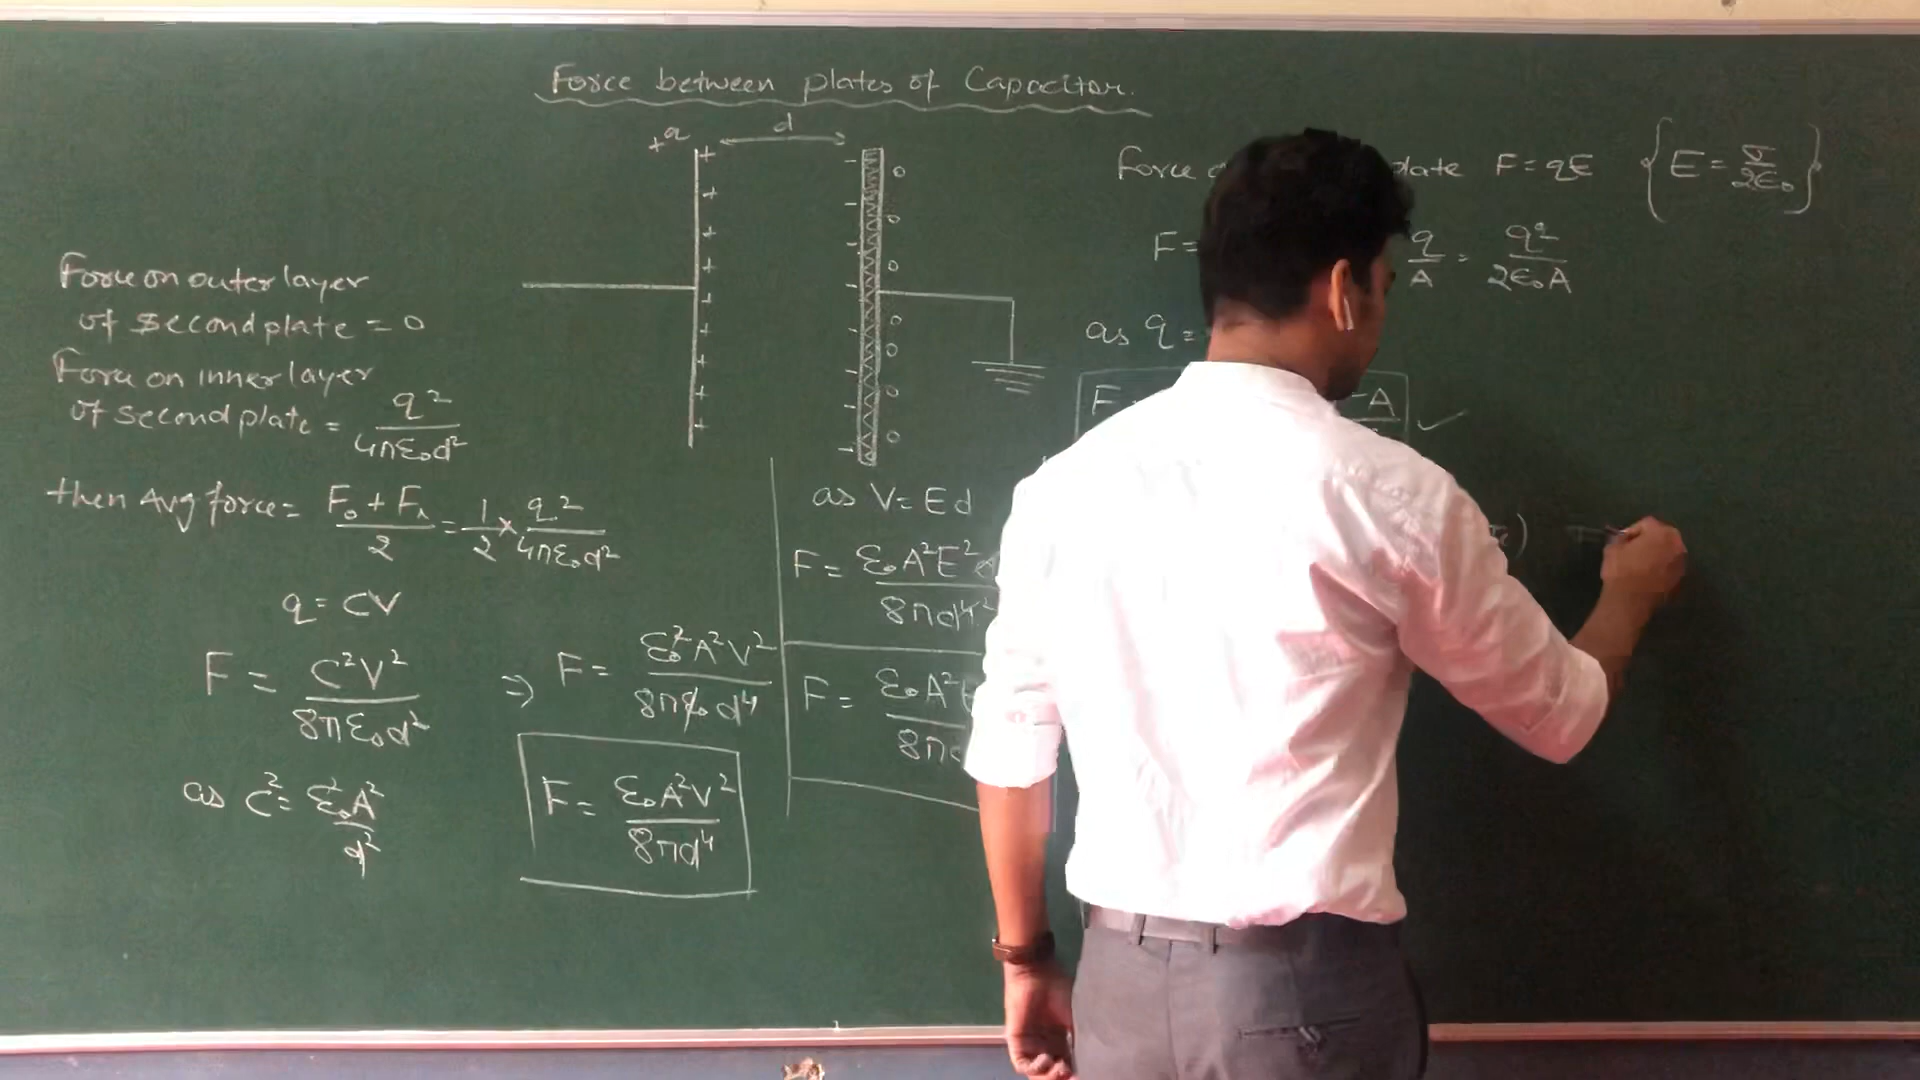 Force between plates of Capacitor.
+q
d
Force on outer layer
of second plate = 0
Force on inner layer
of second plate = q²/4πε₀d²
then Avg force = F₀ + Fᵢ/2 = 1/2 × q²/4πε₀d²
q = CV
F = C²V²/8πε₀d²
as C² = ε₀²A²/d²
⇒ F = ε₀²A²V²/8πε₀d⁴
F = ε₀A²V²/8πd⁴
as V = Ed
F = ε₀A²E²
8πd⁴
F = ε₀A²
8π
Force plate F = qE {E = σ/2ε₀}
F = q/A = q²/2ε₀A
as q =
F A ✓